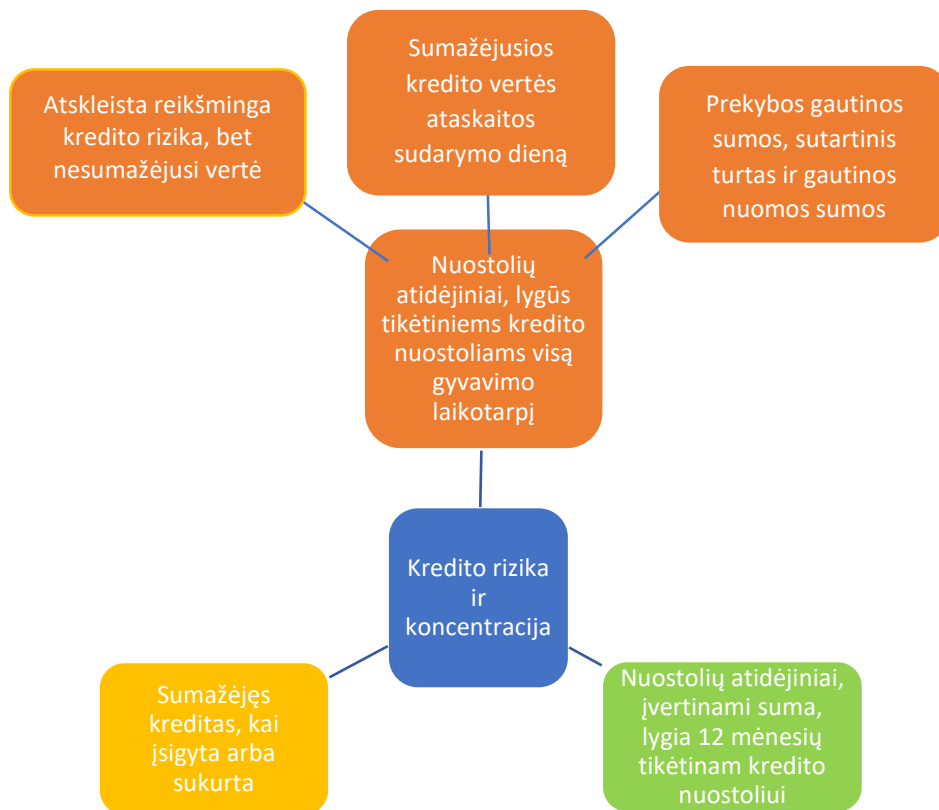 Atskleista reikšminga
kredito rizika, bet
nesumažėjusi vertė
Sumažėjusios
kredito vertės
ataskaitos
sudarymo dieną
Prekybos gautinos
sumos, sutartinis
turtas ir gautinos
nuomos sumos
Nuostolių
atidėjiniai, lygūs
tikėtiniems kredito
nuostoliams visą
gyvavimo
laikotarpį
Kredito rizika
ir
koncentracija
Sumažėjęs
kreditas, kai
įsigyta arba
sukurta
Nuostolių atidėjiniai,
įvertinami suma,
lygia 12 mėnesių
tikėtinam kredito
nuostoliui